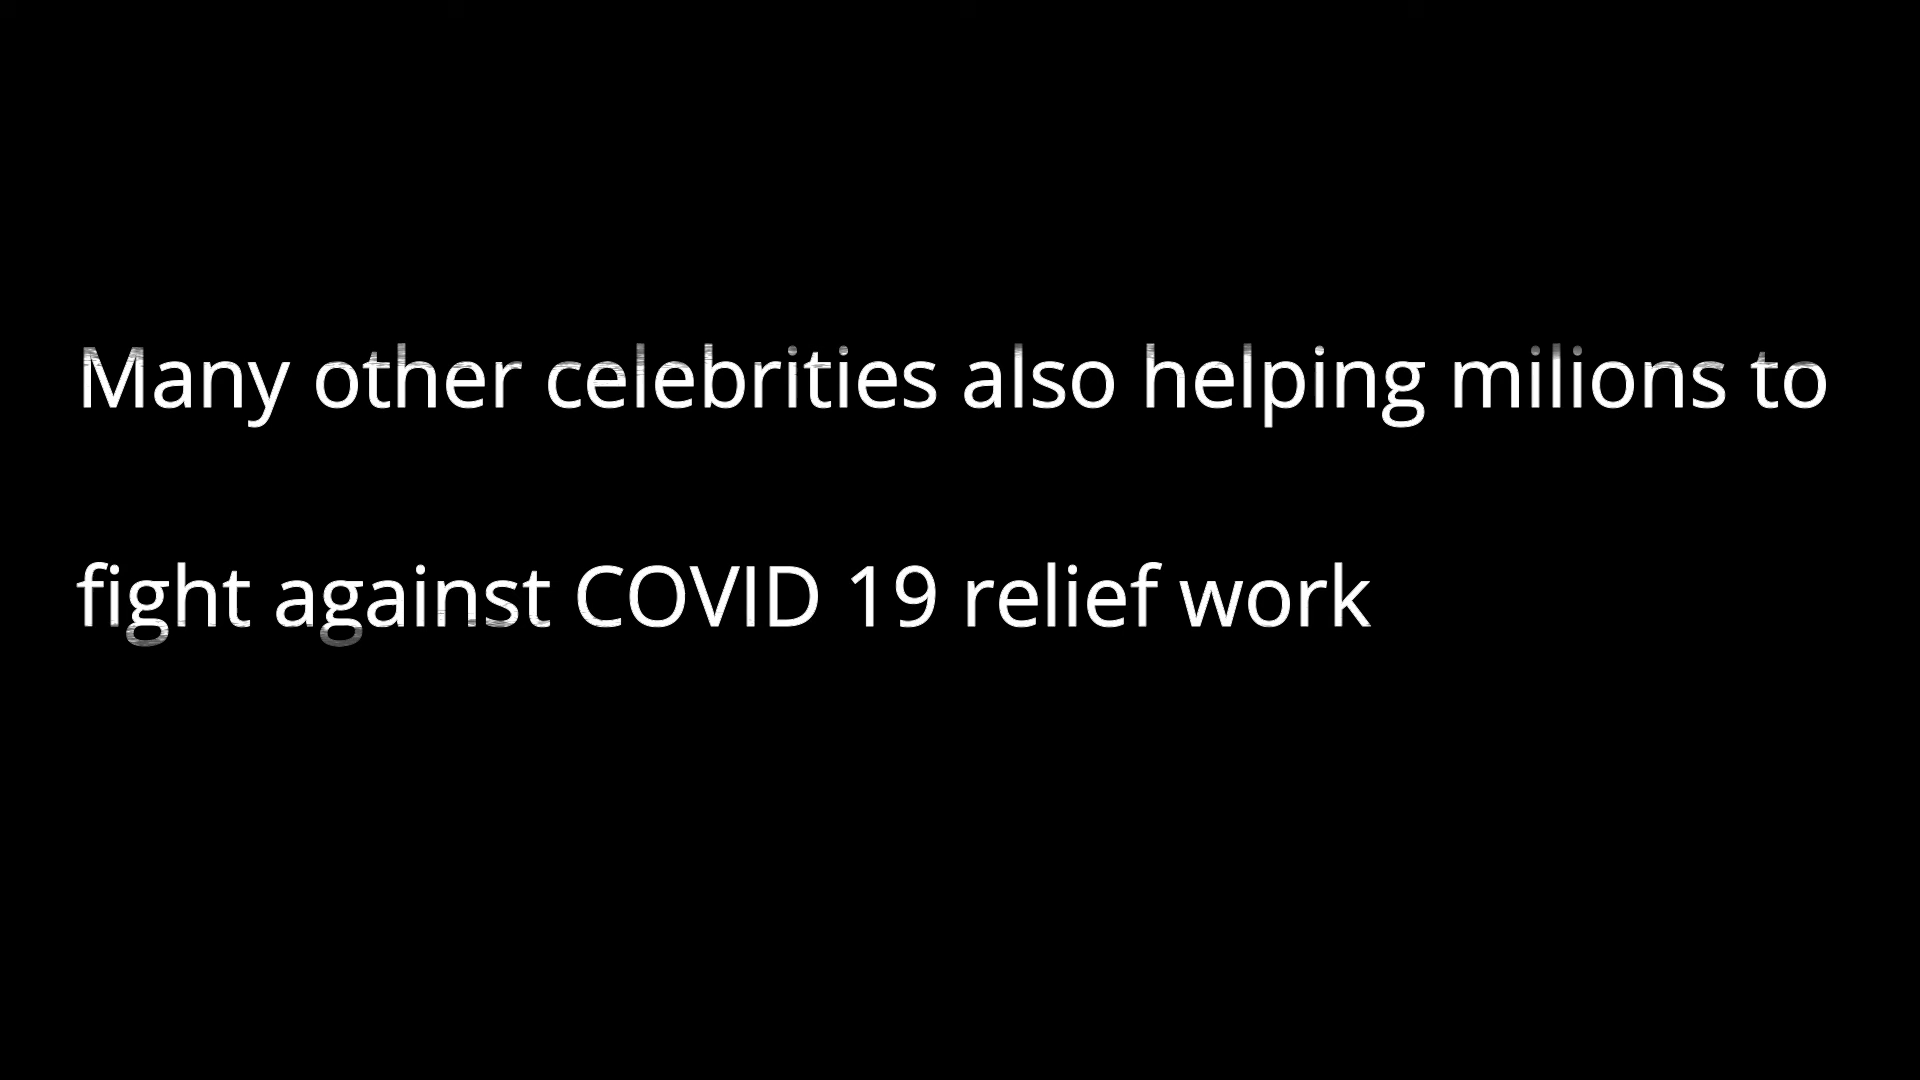 Many other celebrities also helping milions to
fight against COVID 19 relief work